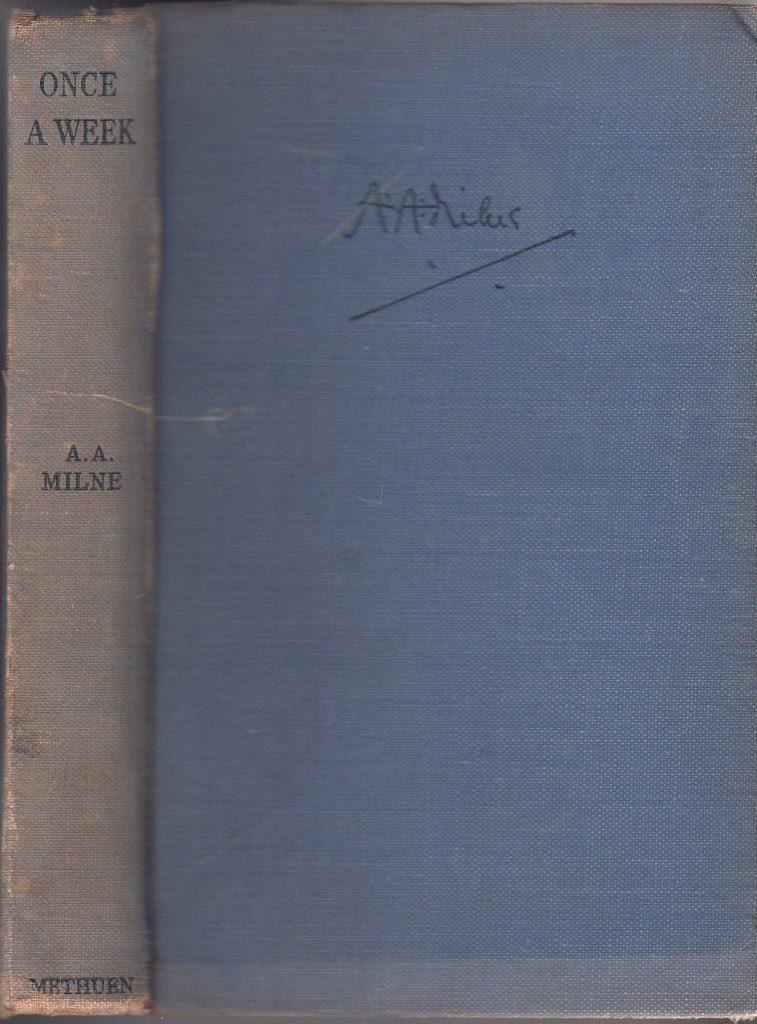 ONCE
A WEEK
A.A.
MILNE
METHUEN
A.A.Milne